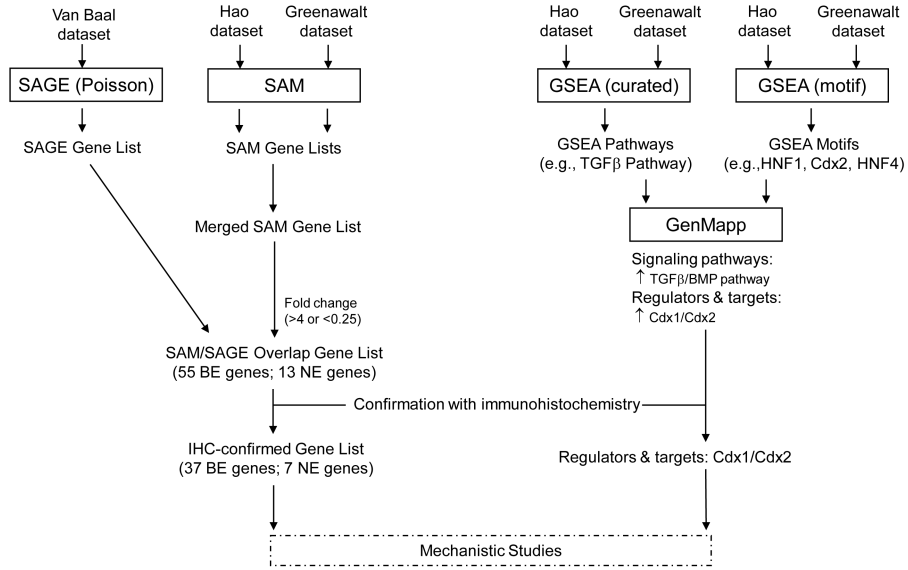 Van Baal
dataset
Hao
dataset
Greenawalt
dataset
Hao
dataset
Greenawalt
dataset
Hao
dataset
Greenawalt
dataset
SAGE (Poisson)
SAM
GSEA (curated)
GSEA (motif)
SAGE Gene List
SAM Gene Lists
GSEA Pathways
(e.g., TGFβ Pathway)
GSEA Motifs
(e.g.,HNF1, Cdx2, HNF4)
Merged SAM Gene List
GenMapp
Signaling pathways:
↑ TGFβ/BMP pathway
Regulators & targets:
↑ Cdx1/Cdx2
Fold change
(>4 or <0.25)
SAM/SAGE Overlap Gene List
(55 BE genes; 13 NE genes)
Confirmation with immunohistochemistry
IHC-confirmed Gene List
(37 BE genes; 7 NE genes)
Regulators & targets: Cdx1/Cdx2
Mechanistic Studies